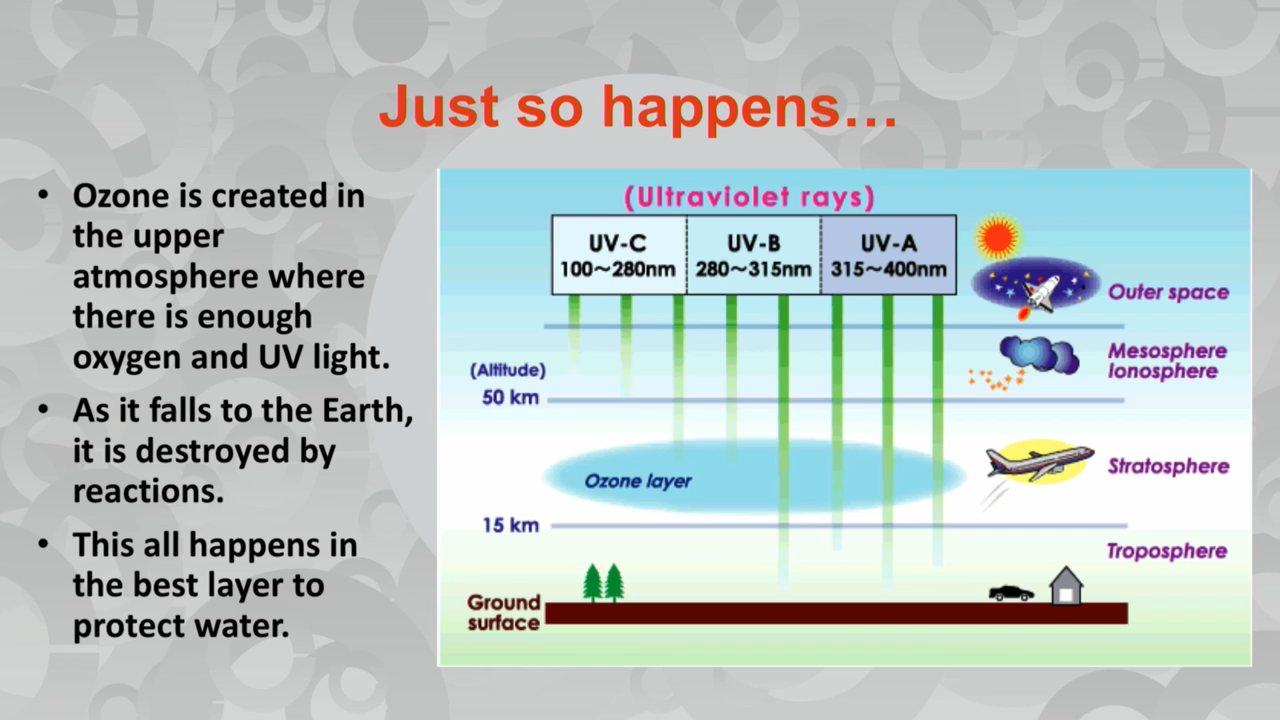 Just so happens...
• Ozone is created in
the upper
atmosphere where
there is enough
oxygen and UV light.
• As it falls to the Earth,
it is destroyed by
reactions.
• This all happens in
the best layer to
protect water.
(Ultraviolet rays)
UV-C UV-B UV-A
100~280nm 280~315nm 315~400nm
Outer space
Mesosphere
Ionosphere
(Altitude)
50 km
Stratosphere
Ozone layer
15 km
Troposphere
Ground
surface